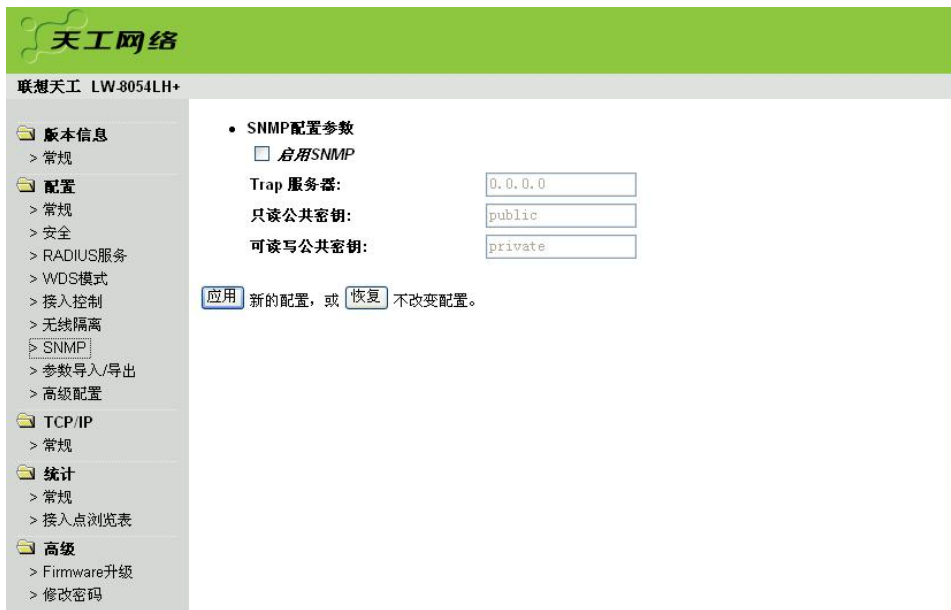 天工网络
联想天工 LW-8054LH+
版本信息
> 常规
配置
> 常规
> 安全
> RADIUS服务
> WDS模式
> 接入控制
> 无线隔离
> SNMP
> 参数导入/导出
> 高级配置
TCP/IP
> 常规
统计
> 常规
> 接入点浏览表
高级
> Firmware升级
> 修改密码
• SNMP配置参数
启用SNMP
Trap 服务器: 0.0.0.0
只读公共密钥: public
可读写公共密钥: private
应用 新的配置，或 恢复 不改变配置。